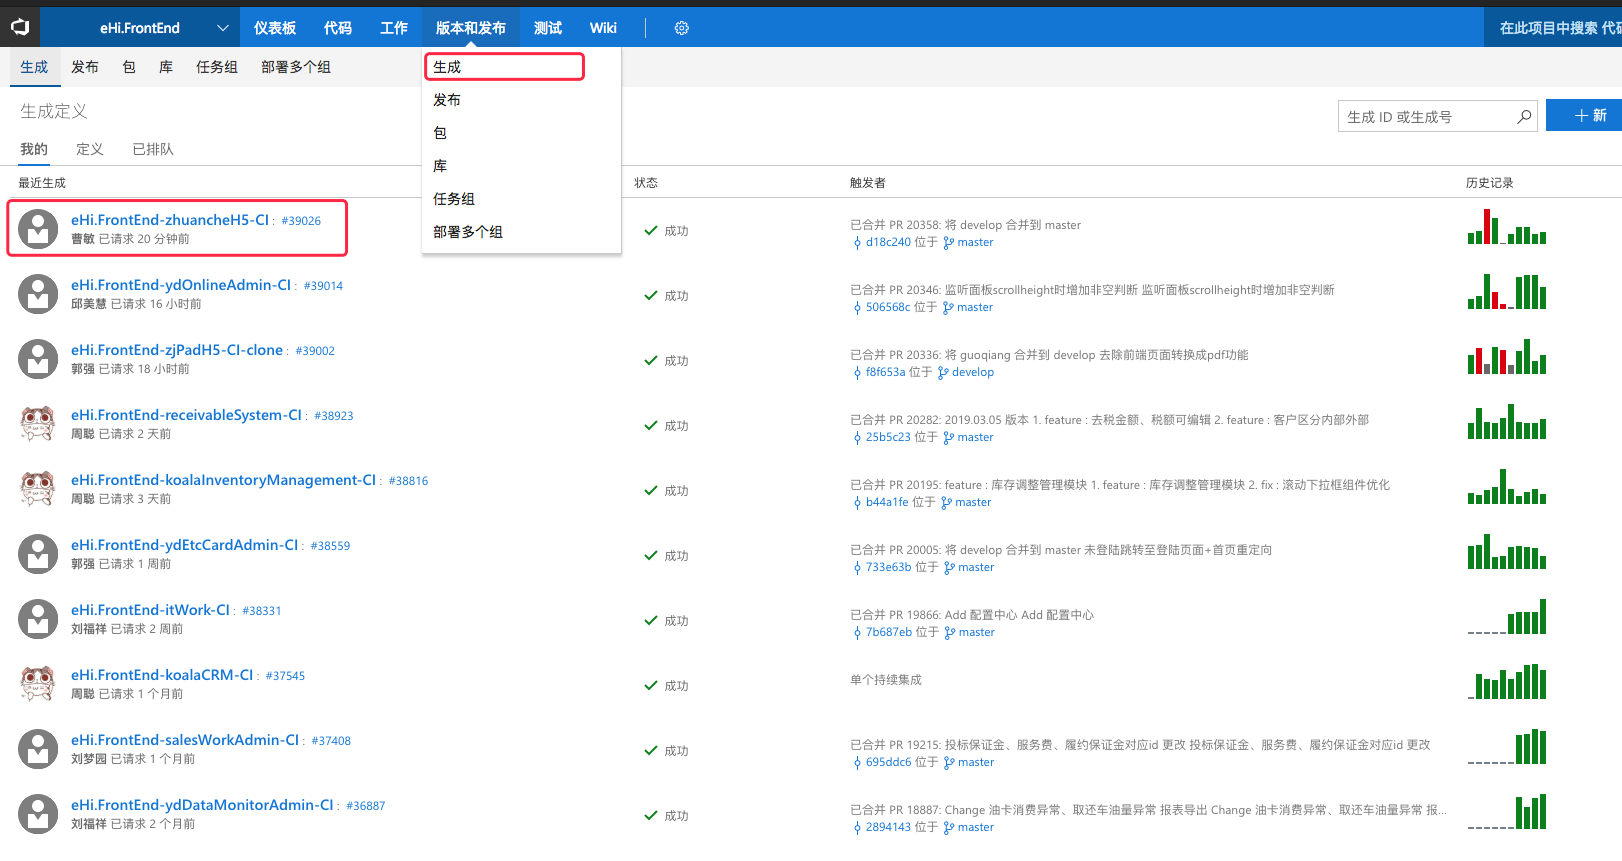 eHi.FrontEnd 仪表板 代码 工作 版本和发布 测试 Wiki 在此项目中搜索 代
生成 发布 包 库 任务组 部署多个组
生成
发布
包
库
任务组
部署多个组
生成定义
生成 ID 或生成号
新
我的 定义 已排队
最近生成 状态 触发者 历史记录
eHi.FrontEnd-zhuancheH5-CI : #39026
曹敏 已请求 20 分钟前
成功
已合并 PR 20358: 将 develop 合并到 master
d18c240 位于 master
eHi.FrontEnd-ydOnlineAdmin-CI : #39014
邱美慧 已请求 16 小时前
成功
已合并 PR 20346: 监听面板scrollheight时增加非空判断 监听面板scrollheight时增加非空判断
506568c 位于 master
eHi.FrontEnd-zjPadH5-CI-clone : #39002
郭强 已请求 18 小时前
成功
已合并 PR 20336: 将 guoqiang 合并到 develop 去除前端页面转换成pdf功能
f8f653a 位于 develop
eHi.FrontEnd-receivableSystem-CI : #38923
周聪 已请求 2 天前
成功
已合并 PR 20282: 2019.03.05 版本 1. feature : 去税金额、税额可编辑 2. feature : 客户区分内部外部
25b5c23 位于 master
eHi.FrontEnd-koalaInventoryManagement-CI : #38816
周聪 已请求 3 天前
成功
已合并 PR 20195: feature : 库存调整管理模块 1. feature : 库存调整管理模块 2. fix : 滚动下拉框组件优化
b44a1fe 位于 master
eHi.FrontEnd-ydEtcCardAdmin-CI : #38559
郭强 已请求 1 周前
成功
已合并 PR 20005: 将 develop 合并到 master 未登陆跳转至登陆页面+首页重定向
733e63b 位于 master
eHi.FrontEnd-itWork-CI : #38331
刘福祥 已请求 2 周前
成功
已合并 PR 19866: Add 配置中心 Add 配置中心
7b687eb 位于 master
eHi.FrontEnd-koalaCRM-CI : #37545
周聪 已请求 1 个月前
成功
单个持续集成
eHi.FrontEnd-salesWorkAdmin-CI : #37408
刘梦园 已请求 1 个月前
成功
已合并 PR 19215: 投标保证金、服务费、履约保证金对应id 更改 投标保证金、服务费、履约保证金对应id 更改
695ddc6 位于 master
eHi.FrontEnd-ydDataMonitorAdmin-CI : #36887
刘福祥 已请求 2 个月前
成功
已合并 PR 18887: Change 油卡消费异常、取还车油量异常 报表导出 Change 油卡消费异常、取还车油量异常 报...
2894143 位于 master